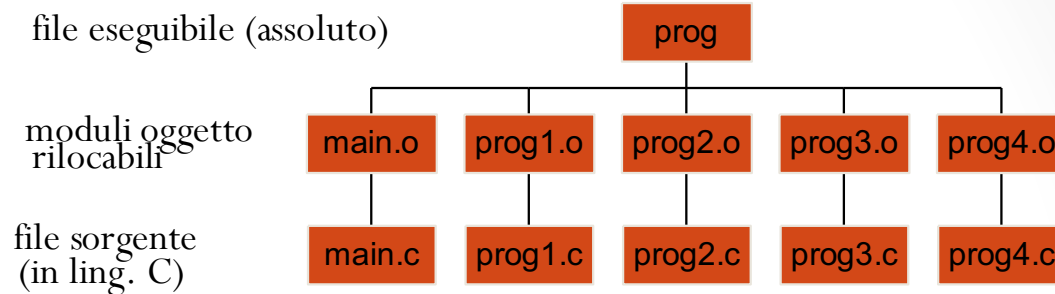 file eseguibile (assoluto)
prog
moduli oggetto
rilocabili
main.o
prog1.o
prog2.o
prog3.o
prog4.o
file sorgente
(in ling. C)
main.c
prog1.c
prog2.c
prog3.c
prog4.c